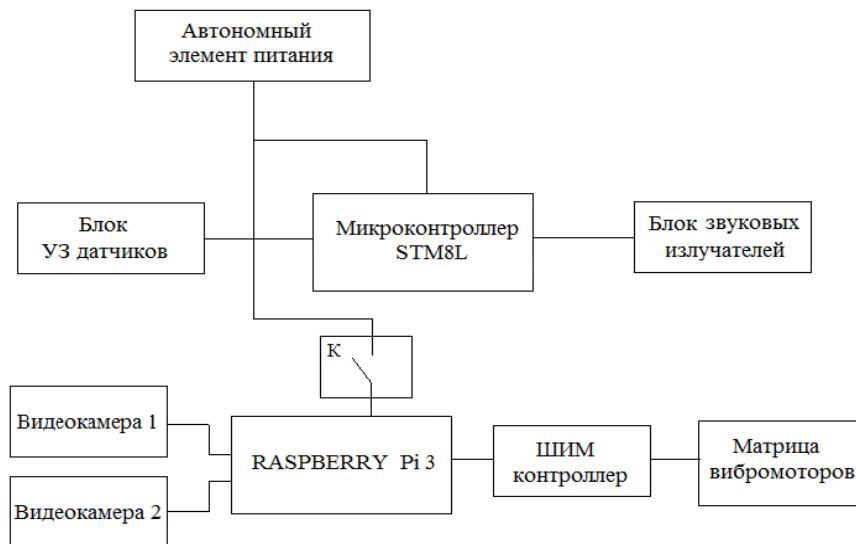 Автономный
элемент питания
Блок
УЗ датчиков
Микроконтроллер
STM8L
Блок звуковых
излучателей
К
Видеокамера 1
RASPBERRY Pi 3
ШИМ
контроллер
Матрица
вибромоторов
Видеокамера 2